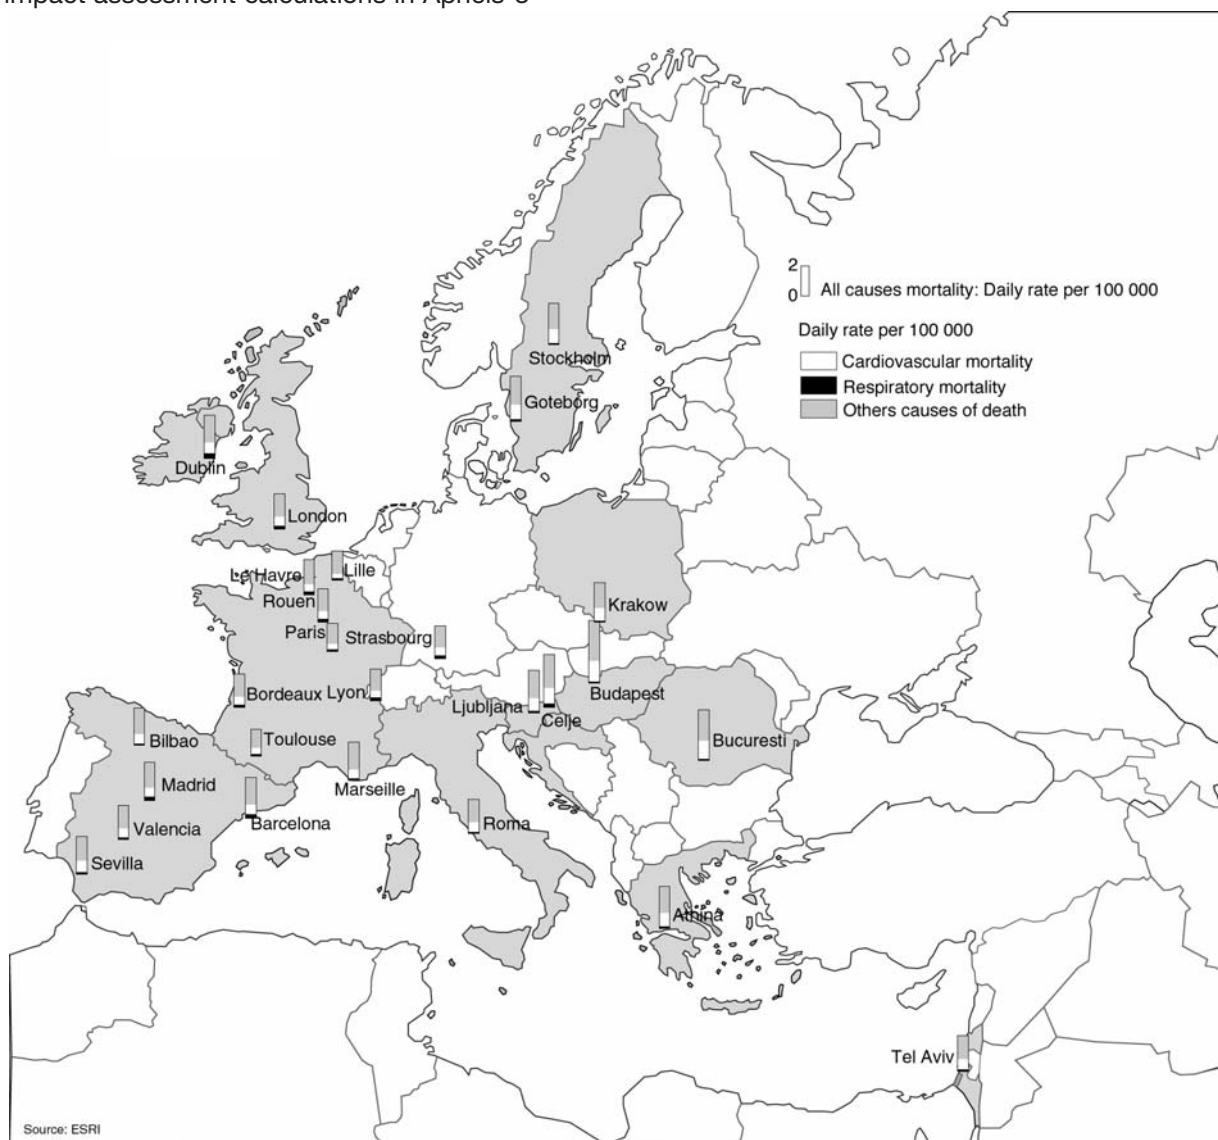 impact assessment calculations in Apheis-3
2
0
All causes mortality: Daily rate per 100 000
Daily rate per 100 000
Cardiovascular mortality
Respiratory mortality
Others causes of death
Stockholm
Goteborg
Dublin
London
Le Havre
Lille
Rouen
Krakow
Paris
Strasbourg
Bordeaux
Lyon
Budapest
Ljubljana
Celje
Bilbao
Toulouse
Bucuresti
Madrid
Marseille
Valencia
Barcelona
Roma
Sevilla
Athina
Tel Aviv
Source: ESRI